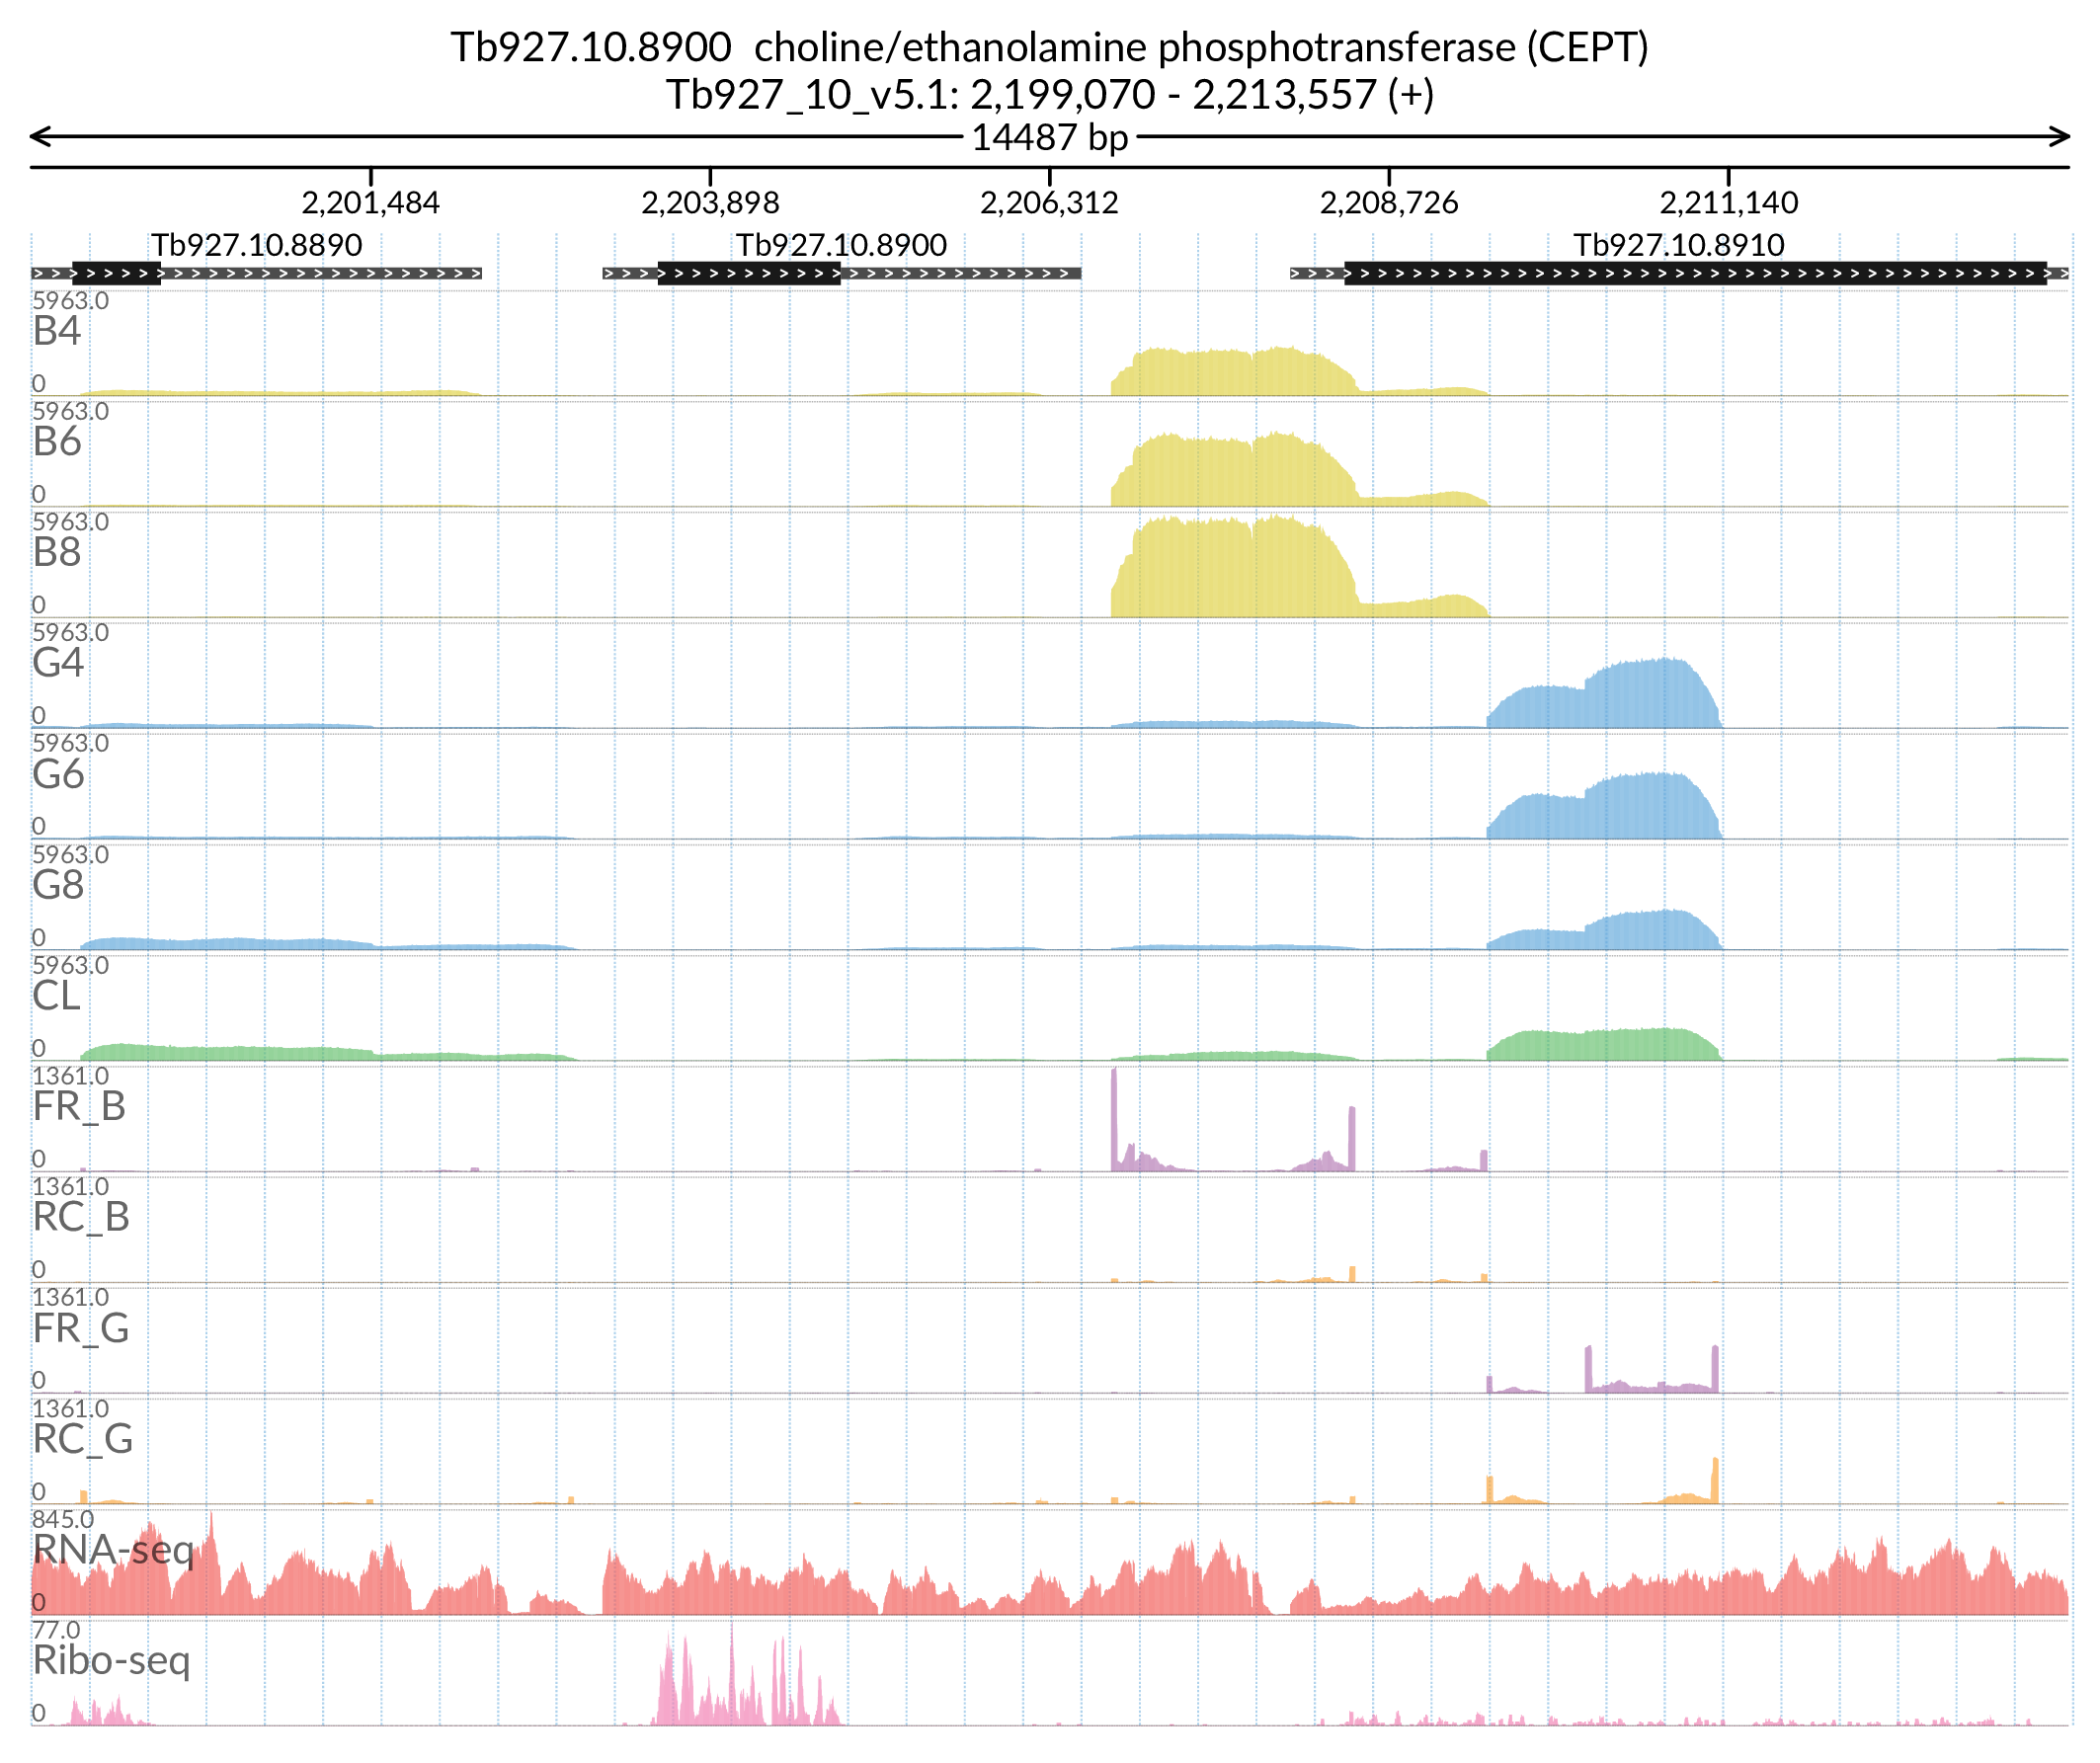 Tb927.10.8900 choline/ethanolamine phosphotransferase (CEPT)
Tb927_10_v5.1: 2,199,070 - 2,213,557 (+)
14487 bp
2,201,484 2,203,898 2,206,312 2,208,726 2,211,140
Tb927.10.8890 Tb927.10.8900 Tb927.10.8910
5963.0
B4
0
5963.0
B6
0
5963.0
B8
0
5963.0
G4
0
5963.0
G6
0
5963.0
G8
0
5963.0
CL
0
1361.0
FR_B
0
1361.0
RC_B
0
1361.0
FR_G
0
1361.0
RC_G
0
845.0
RNA-seq
0
77.0
Ribo-seq
0